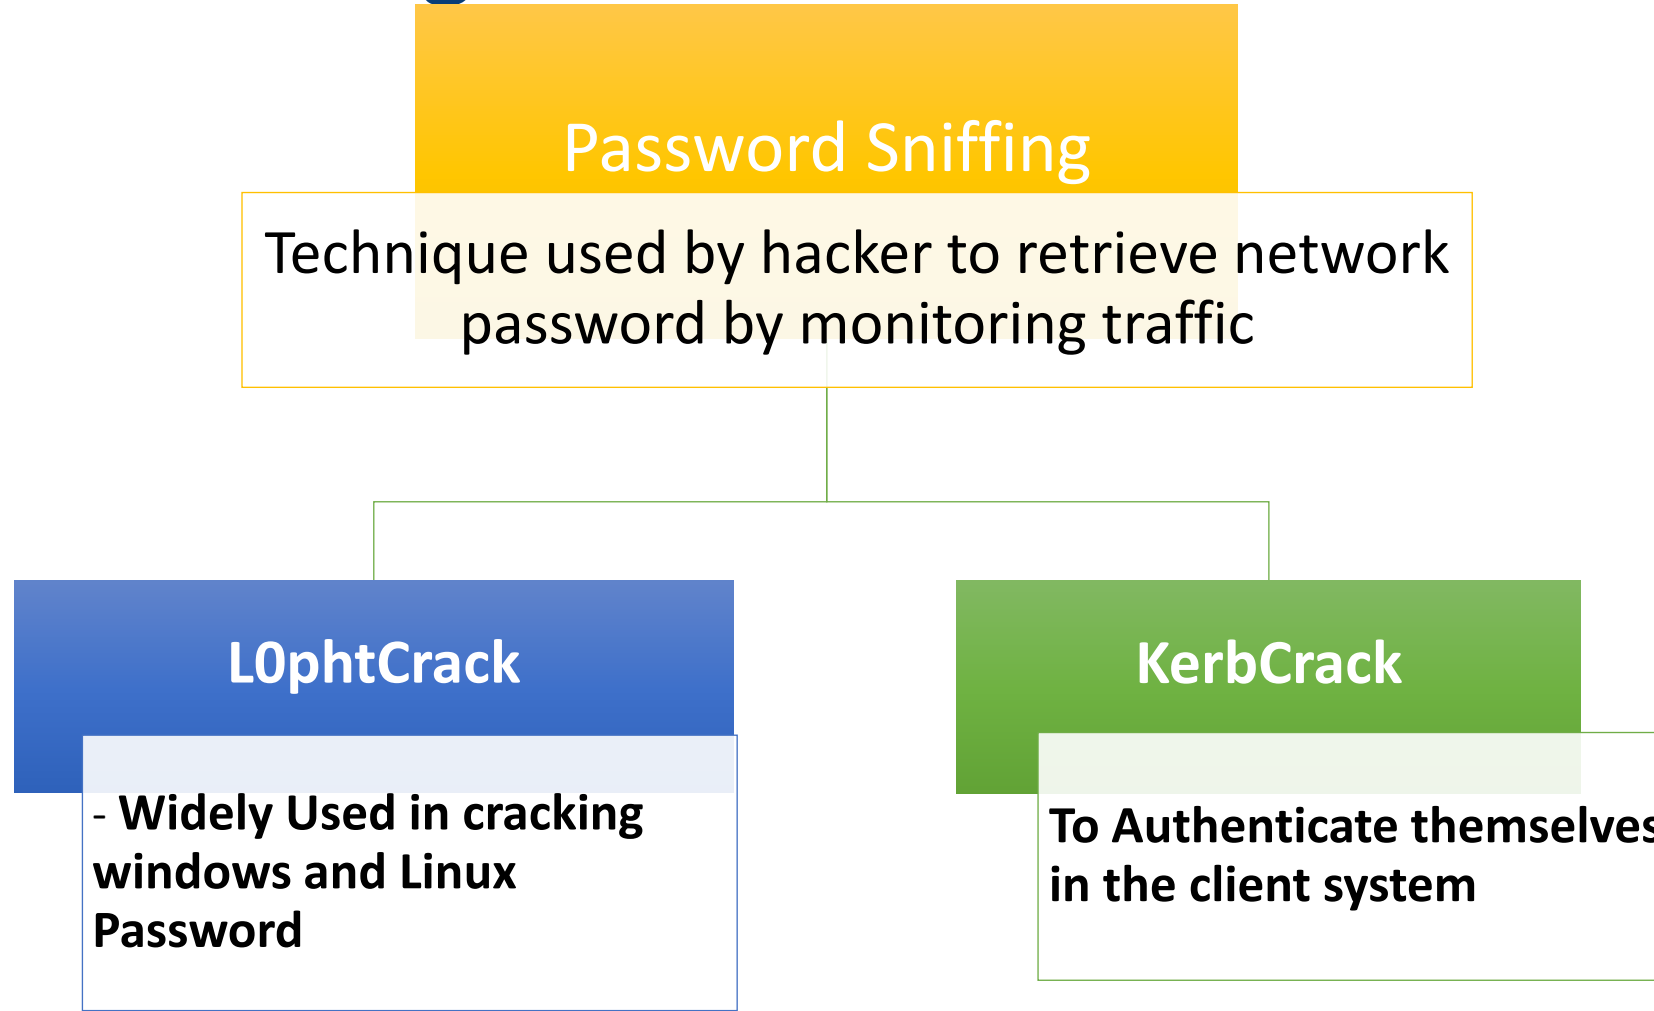 Password Sniffing
Technique used by hacker to retrieve network
password by monitoring traffic
L0phtCrack
KerbCrack
- Widely Used in cracking
windows and Linux
Password
To Authenticate themselves
in the client system